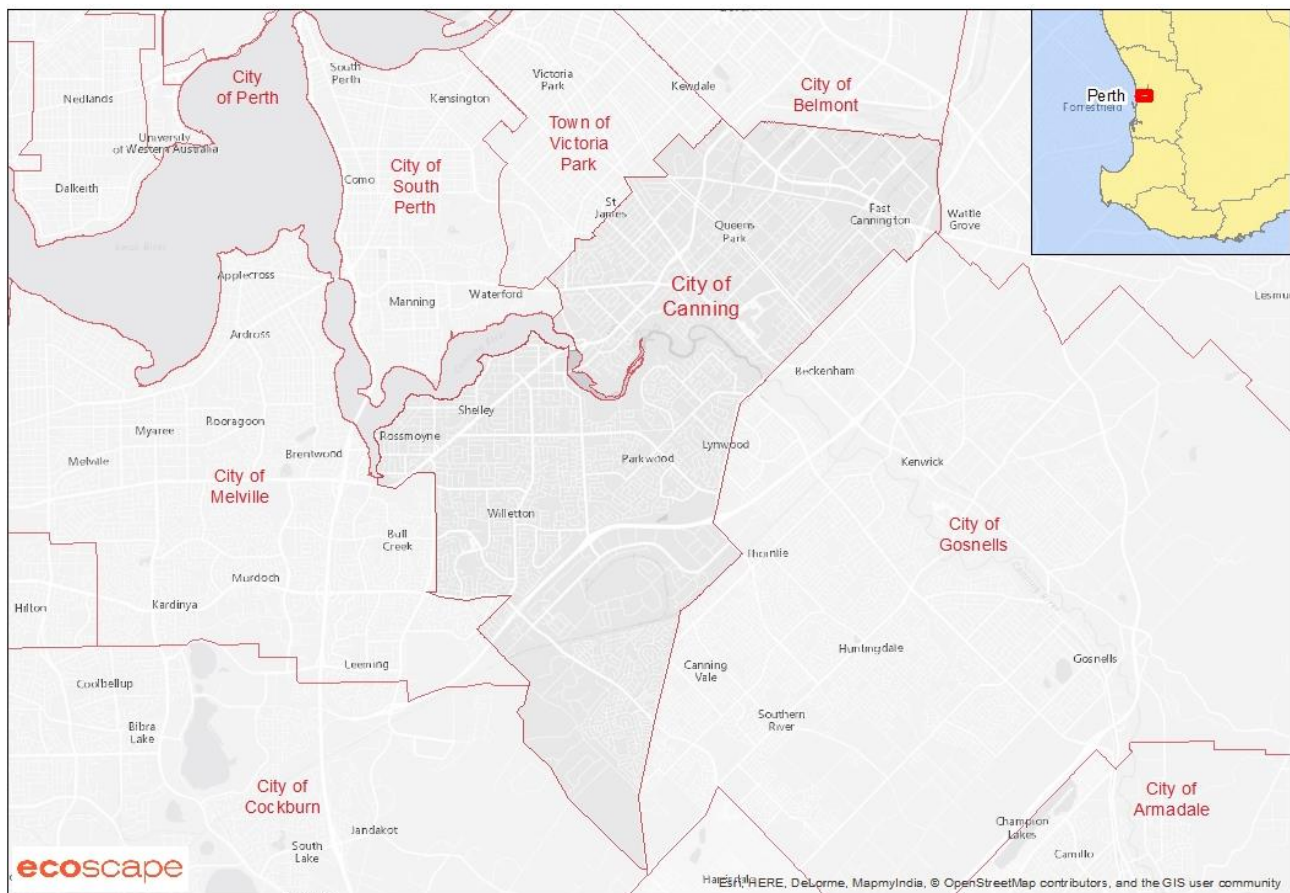 City
of Perth
South
Perth
Victoria
Park
Kewdale
City of
Belmont
Perth
Forrestfield
Nedlands
Kensington
University
of Western Australia
Town of
Victoria
Park
City of
South
Perth
Como
Dalkeith
St
James
Queens
Park
East
Cannington
Wattle
Grove
Applecross
City of
Canning
Manning
Waterford
Ardross
Beckenham
Shelley
Rooragoon
Myaree
Rossmoyne
Lynwood
Brentwood
Parkwood
Melville
Kenwick
City of
Melville
Willetton
City of
Gosnells
Bull
Creek
Thornlie
Murdoch
Hilton
Kardinya
Huntingdale
Leeming
Canning
Vale
Gosnells
Coolbellup
Bibra
Lake
Southern
River
City of
Cockburn
City of
Armadale
Jandakot
Champion
Lakes
South
Lake
Camillo
ecoscape
Esri, HERE, DeLorme, MapmyIndia, © OpenStreetMap contributors, and the GIS user community